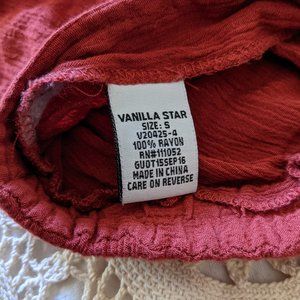 VANILLA STAR
SIZE: S
V20425-4
100% RAYON
RN#111052
GUOT15SEP16
MADE IN CHINA
CARE ON REVERSE